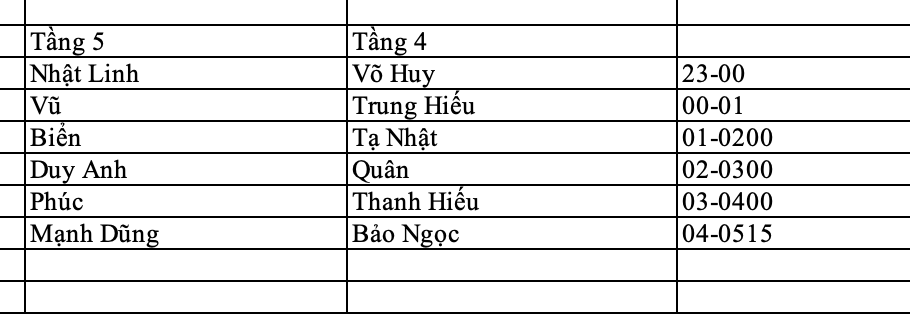 Tầng 5 Tầng 4
Nhật Linh Võ Huy 23-00
Vũ Trung Hiếu 00-01
Biển Tạ Nhật 01-0200
Duy Anh Quân 02-0300
Phúc Thanh Hiếu 03-0400
Mạnh Dũng Bảo Ngọc 04-0515